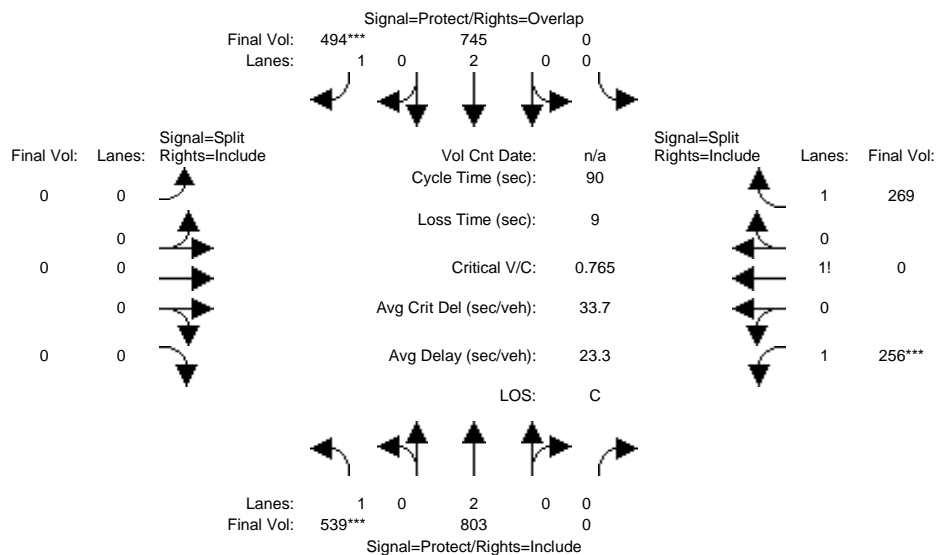 Signal=Protect/Rights=Overlap
Final Vol: 494*** 745 0
Lanes: 1 0 2 0 0
Signal=Split Signal=Split
Final Vol: Lanes: Rights=Include Vol Cnt Date: n/a Rights=Include Lanes: Final Vol:
Cycle Time (sec): 90
0 0 1 269
Loss Time (sec): 9
0 0
0 0 Critical V/C: 0.765 1! 0
0 Avg Crit Del (sec/veh): 33.7 0
0 0 Avg Delay (sec/veh): 23.3 1 256***
LOS: C
Lanes: 1 0 2 0 0
Final Vol: 539*** 803 0
Signal=Protect/Rights=Include